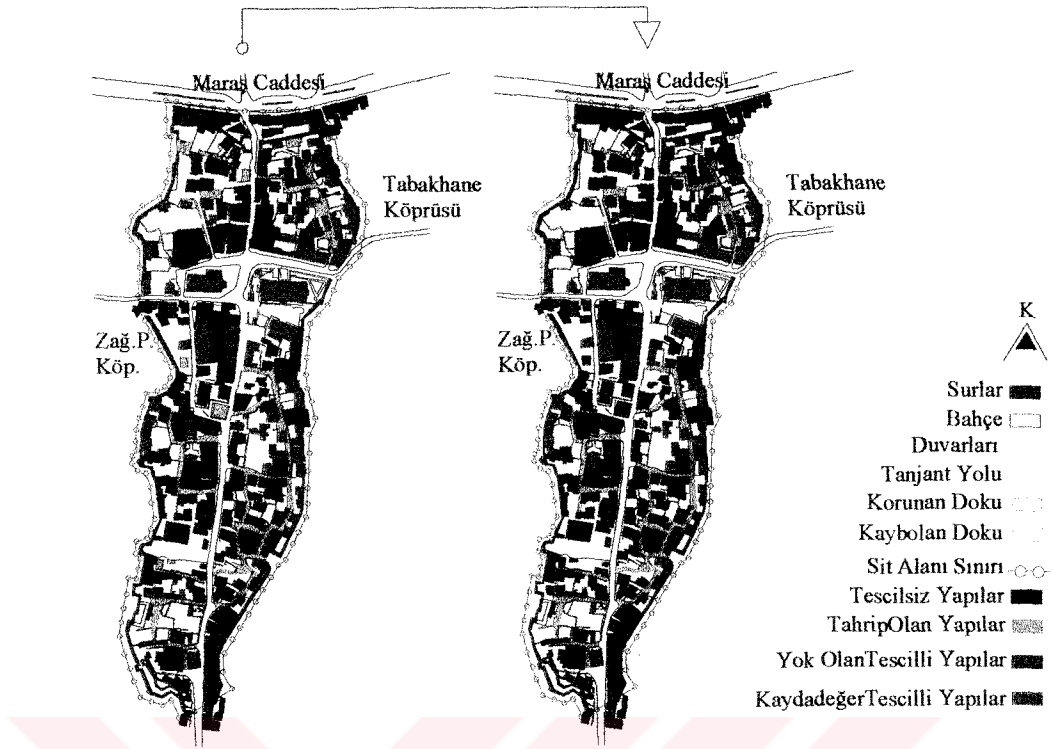 Maraş Caddesi
Tabakhane
Köprüsü
Zağ.P.
Köp.
Maraş Caddesi
Tabakhane
Köprüsü
Zağ.P.
Köp.
K
Surlar
Bahçe
Duvarları
Tanjant Yolu
Korunan Doku
Kaybolan Doku
Sit Alanı Sınırı
Tescilsiz Yapılar
TahripOlan Yapılar
Yok OlanTescilli Yapılar
KaydadeğerTescilli Yapılar